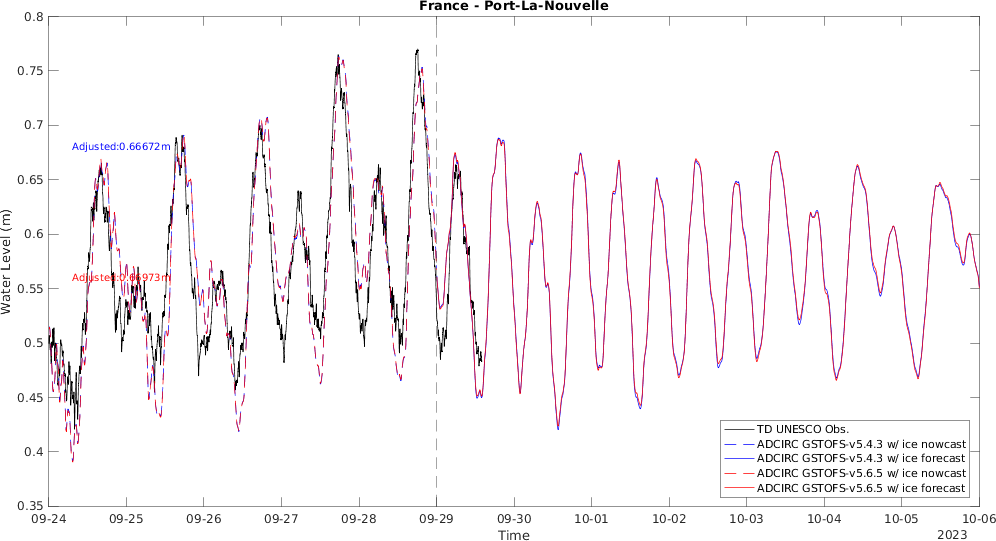 France - Port-La-Nouvelle
0.8
0.75
0.7
0.65
0.6
0.55
0.5
0.45
0.4
0.35
Water Level (m)
Adjusted:0.66672m
Adjusted:0.66973m
TD UNESCO Obs.
ADCIRC GSTOFS-v5.4.3 w/ ice nowcast
ADCIRC GSTOFS-v5.4.3 w/ ice forecast
ADCIRC GSTOFS-v5.6.5 w/ ice nowcast
ADCIRC GSTOFS-v5.6.5 w/ ice forecast
09-24 09-25 09-26 09-27 09-28 09-29 09-30 10-01 10-02 10-03 10-04 10-05 10-06
Time
2023